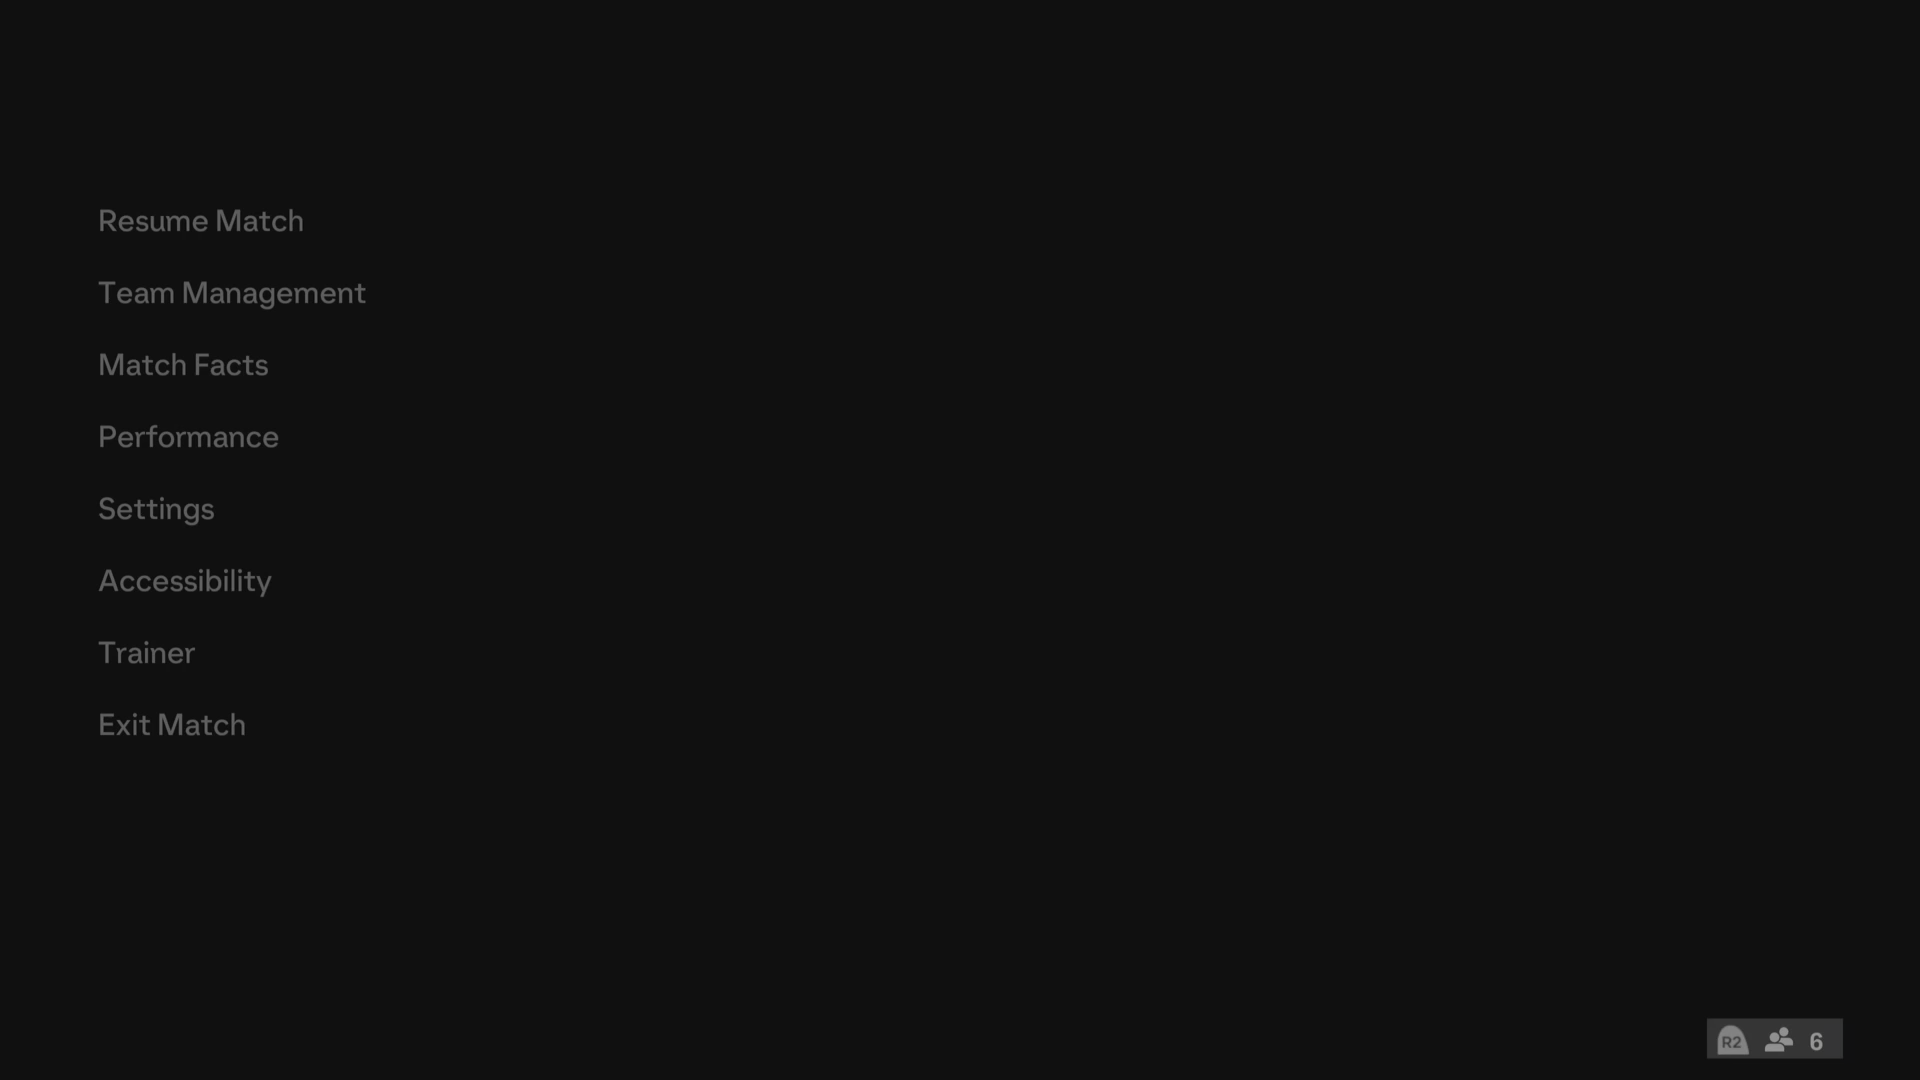 Resume Match
Team Management
Match Facts
Performance
Settings
Accessibility
Trainer
Exit Match
R2 6